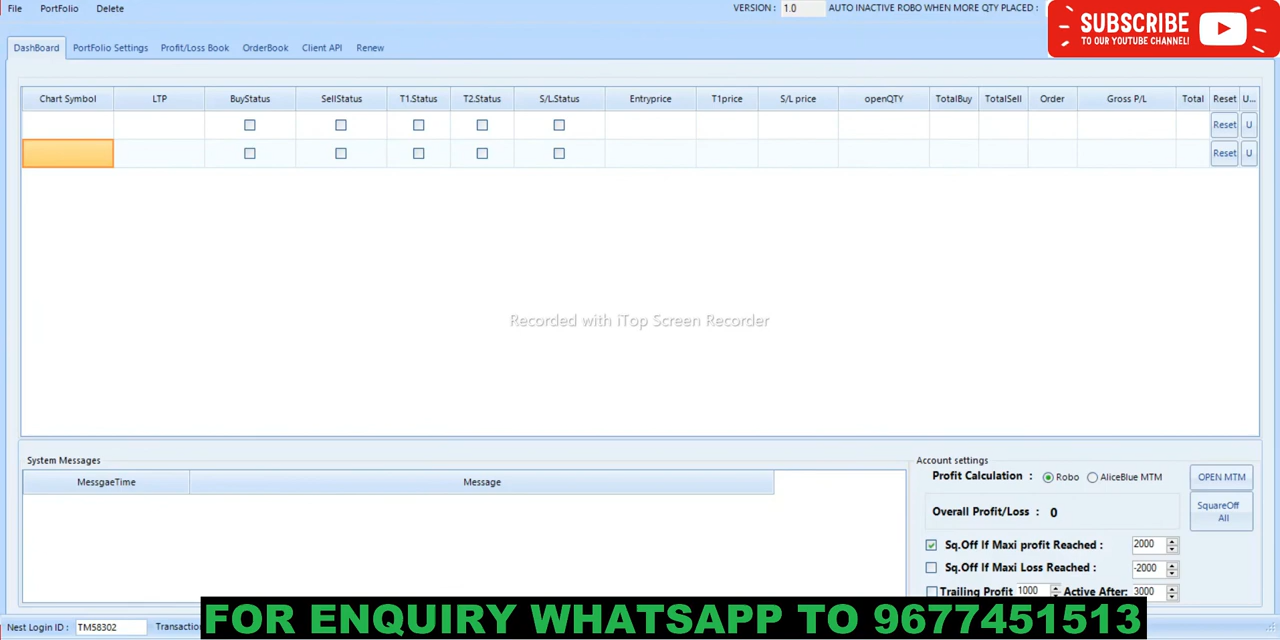 File PortFolio Delete VERSION : 1.0 AUTO INACTIVE ROBO WHEN MORE QTY PLACED :
SUBSCRIBE
TO OUR YOUTUBE CHANNEL!
DashBoard PortFolio Settings Profit/Loss Book OrderBook Client API Renew
Chart Symbol LTP BuyStatus SellStatus T1.Status T2.Status S/L.Status Entryprice T1price S/L price openQTY TotalBuy TotalSell Order Gross P/L Total Reset U...
Reset U
Reset U
Recorded with iTop Screen Recorder
System Messages
MessgaeTime Message
Account settings
Profit Calculation : Robo AliceBlue MTM OPEN MTM
Overall Profit/Loss : 0 SquareOff
All
Sq.Off If Maxi profit Reached : 2000
Sq.Off If Maxi Loss Reached : -2000
Trailing Profit 1000 Active After: 3000
Nest Login ID : TMS8302
FOR ENQUIRY WHATSAPP TO 9677451513